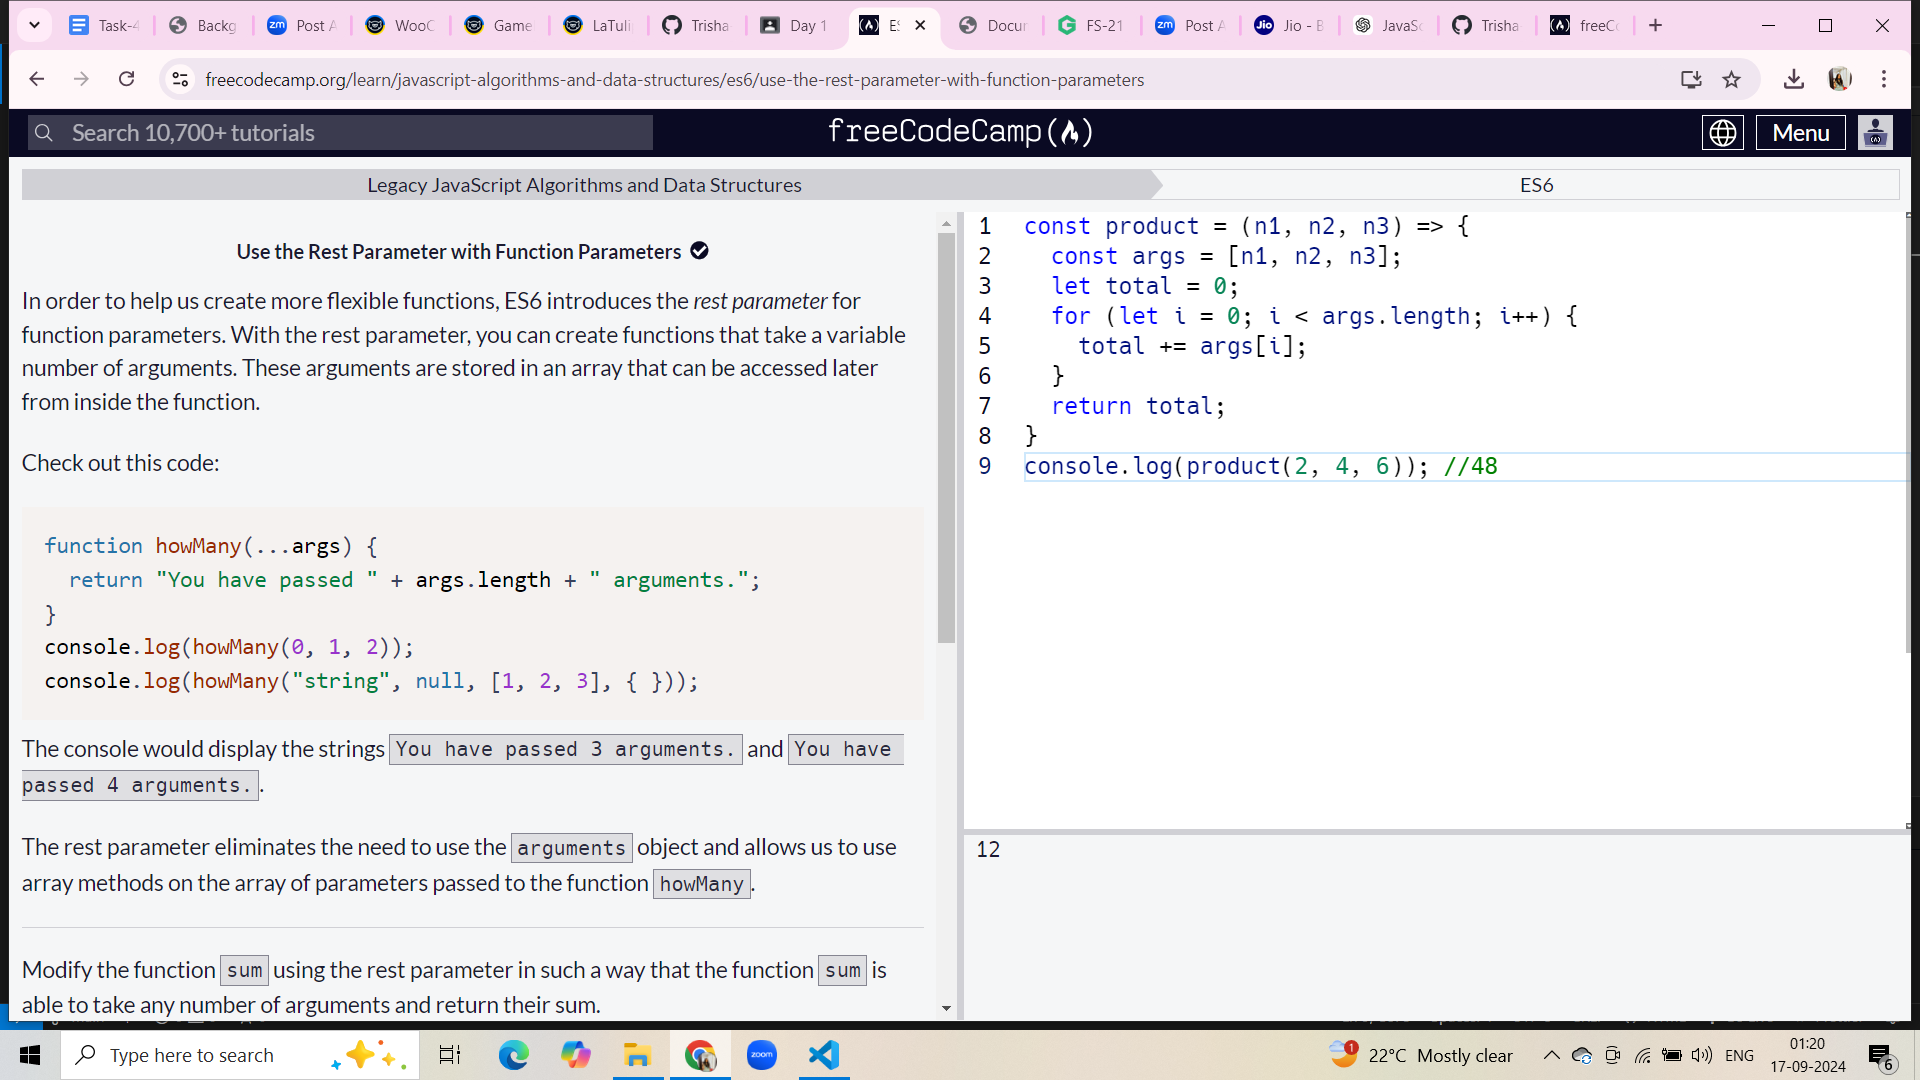 Task-4
Backg
Post A
WooC
Game
LaTuli
Trisha
Day 1
ES
Docun
FS-21
Post A
Jio - B
JavaSc
Trisha
freeCo
freecodecamp.org/learn/javascript-algorithms-and-data-structures/es6/use-the-rest-parameter-with-function-parameters
Search 10,700+ tutorials
freeCodeCamp
Menu
Legacy JavaScript Algorithms and Data Structures
ES6
Use the Rest Parameter with Function Parameters
In order to help us create more flexible functions, ES6 introduces the rest parameter for
function parameters. With the rest parameter, you can create functions that take a variable
number of arguments. These arguments are stored in an array that can be accessed later
from inside the function.
Check out this code:
function howMany(...args) {
  return "You have passed " + args.length + " arguments.";
}
console.log(howMany(0, 1, 2));
console.log(howMany("string", null, [1, 2, 3], { }));
The console would display the strings You have passed 3 arguments. and You have
passed 4 arguments..
The rest parameter eliminates the need to use the arguments object and allows us to use
array methods on the array of parameters passed to the function howMany.
Modify the function sum using the rest parameter in such a way that the function sum is
able to take any number of arguments and return their sum.
1 const product = (n1, n2, n3) => {
2   const args = [n1, n2, n3];
3   let total = 0;
4   for (let i = 0; i < args.length; i++) {
5     total += args[i];
6   }
7   return total;
8 }
9 console.log(product(2, 4, 6)); //48
12
Type here to search
zoom
1
22°C Mostly clear
ENG
01:20
17-09-2024
6